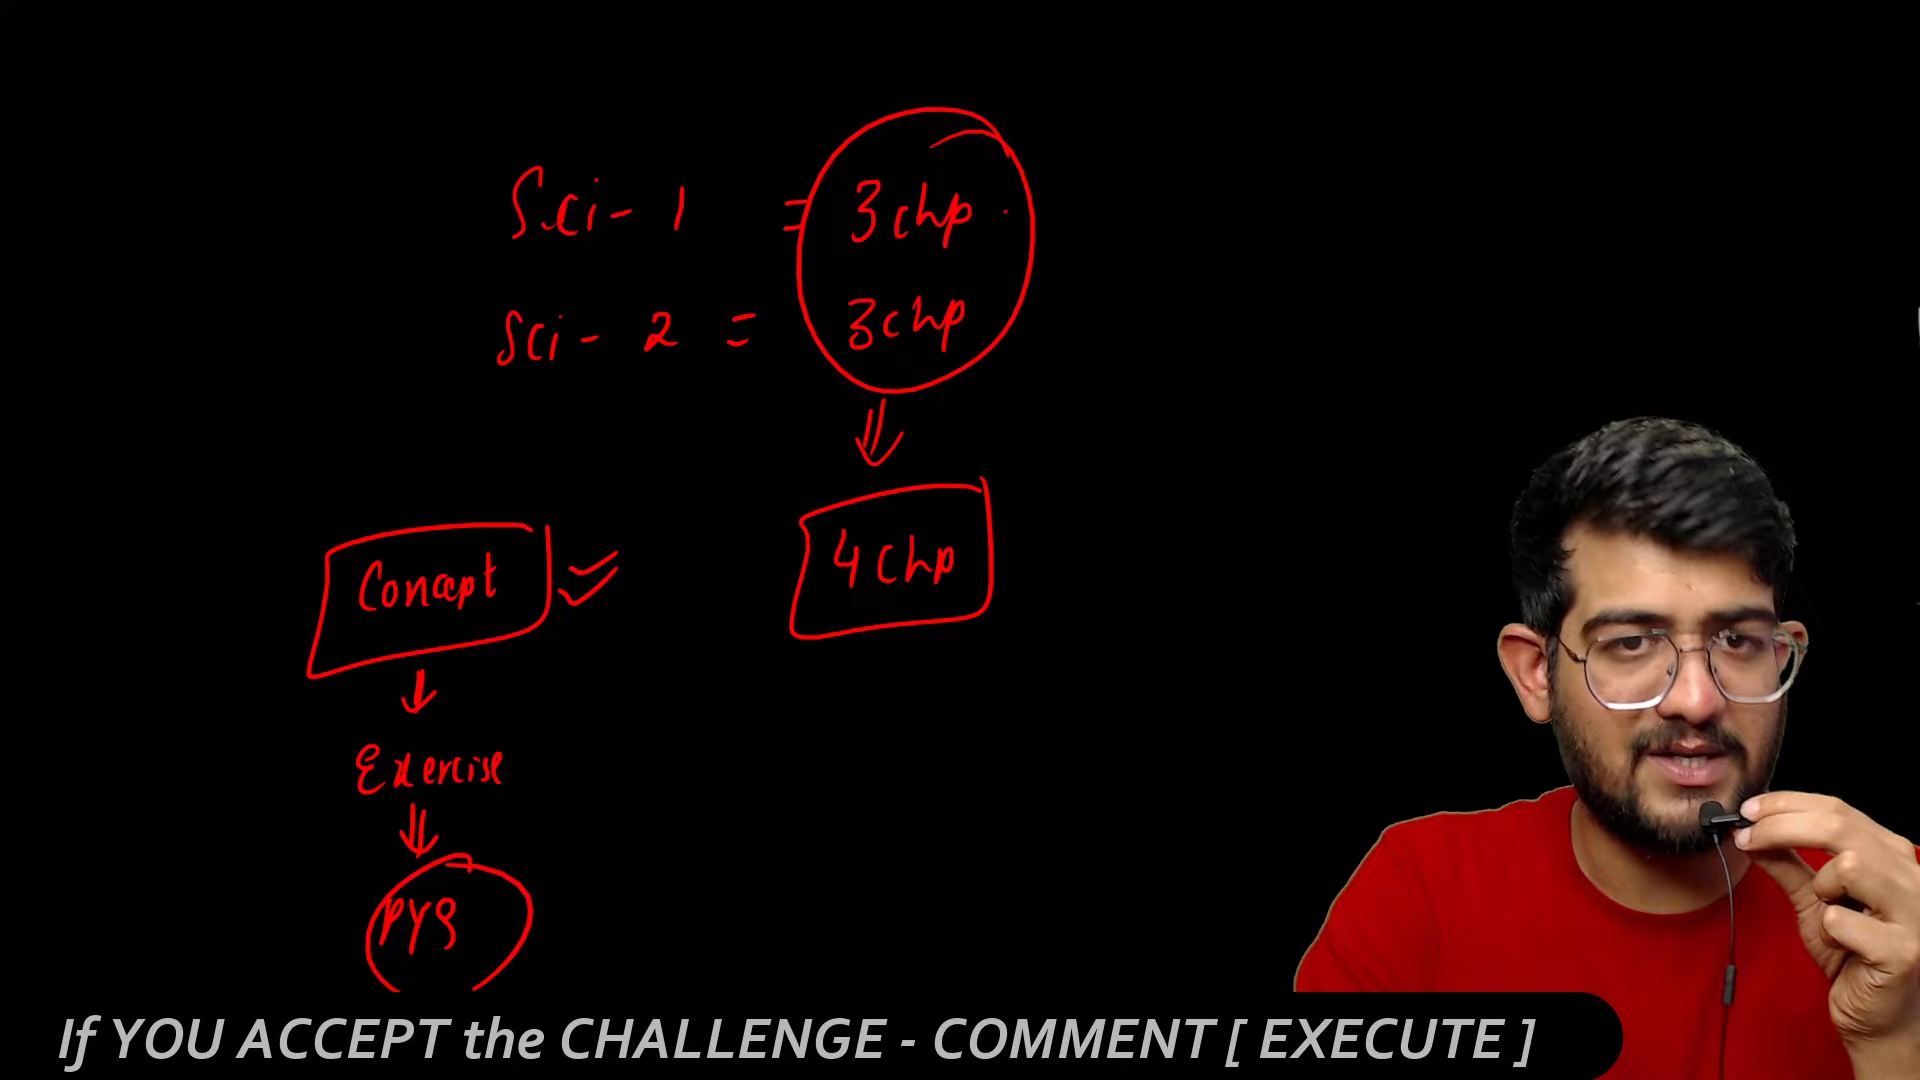 Sci - 1 = 3 chp
Sci - 2 = 3 chp
4 chp
Concept
Exercise
PYQ
If YOU ACCEPT the CHALLENGE - COMMENT [ EXECUTE ]